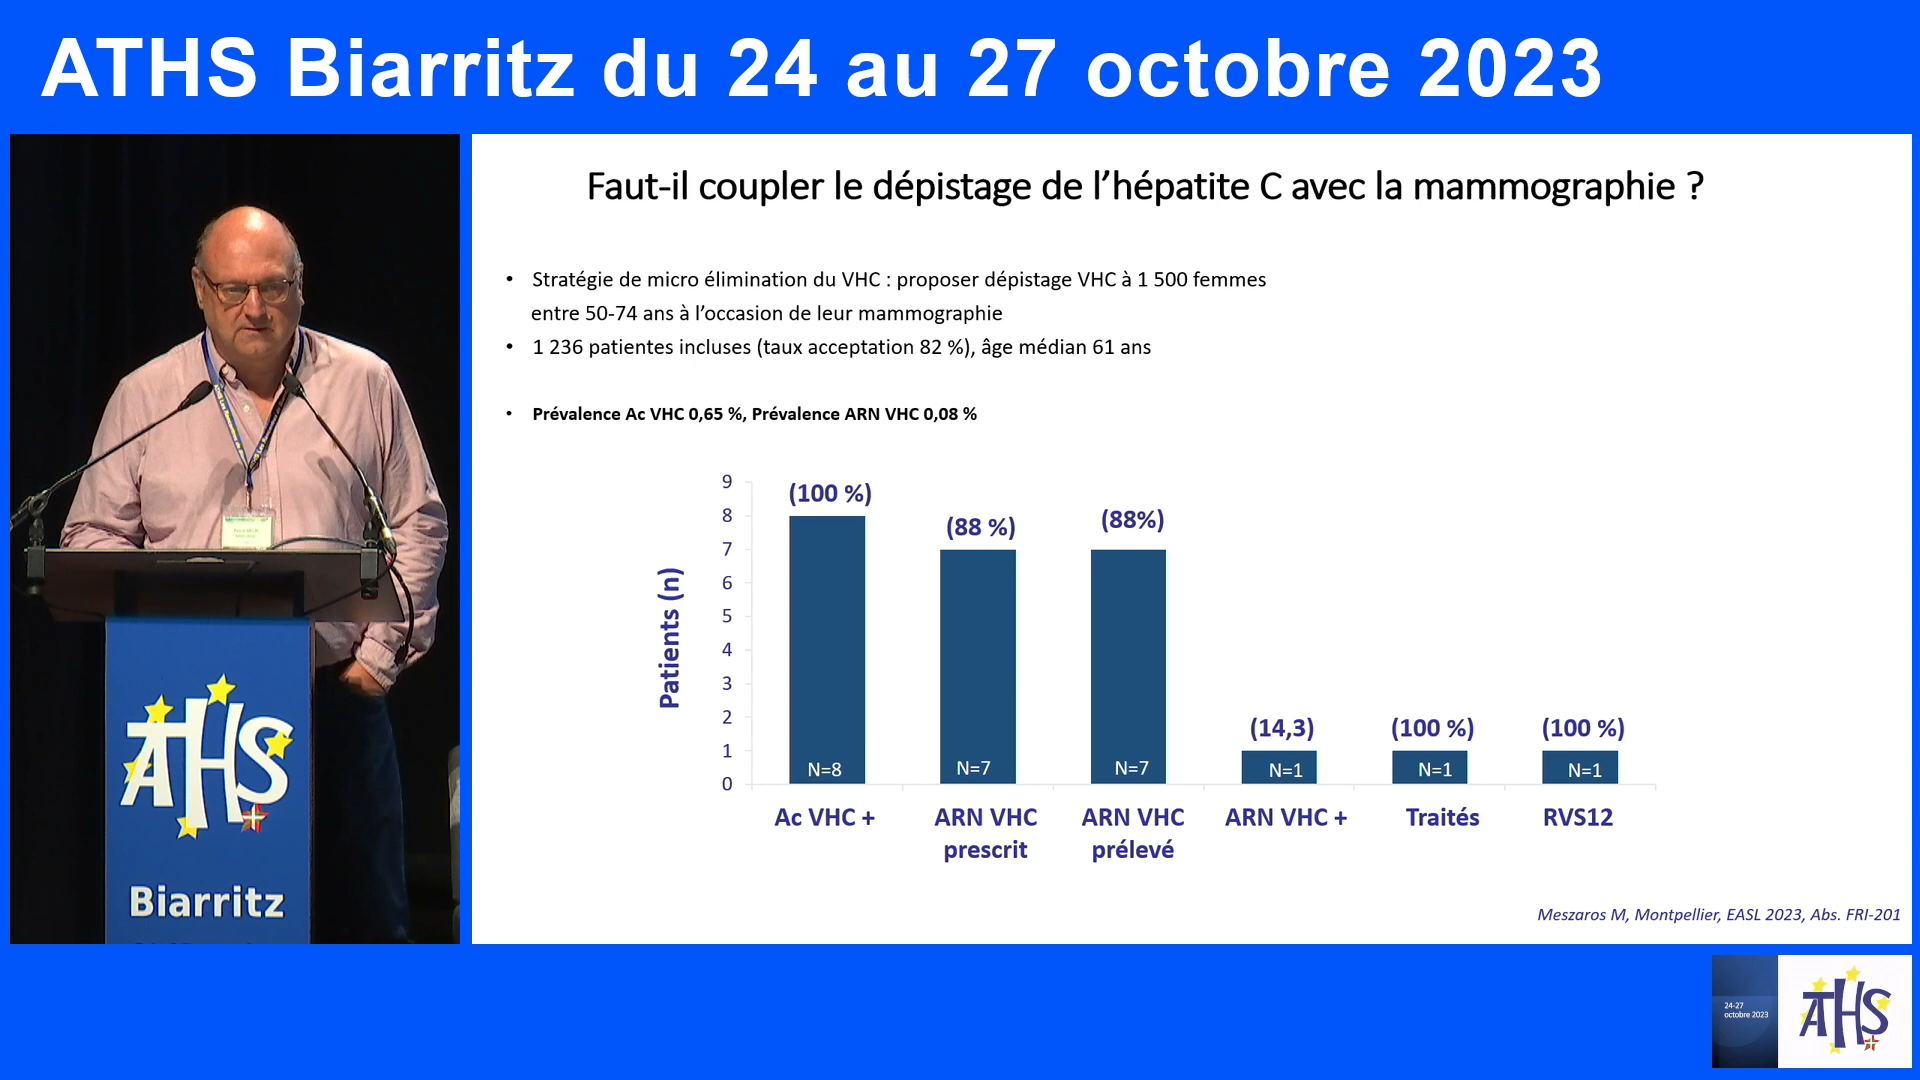 ATHS Biarritz du 24 au 27 octobre 2023
Faut-il coupler le dépistage de l’hépatite C avec la mammographie ?
• Stratégie de micro élimination du VHC : proposer dépistage VHC à 1 500 femmes
entre 50-74 ans à l’occasion de leur mammographie
• 1 236 patientes incluses (taux acceptation 82 %), âge médian 61 ans
• Prévalence Ac VHC 0,65 %, Prévalence ARN VHC 0,08 %
Patients (n)
9
8
7
6
5
4
3
2
1
0
(100 %)
(88 %)
(88%)
(14,3)
(100 %)
(100 %)
N=8
N=7
N=7
N=1
N=1
N=1
Ac VHC +
ARN VHC
prescrit
ARN VHC
prélevé
ARN VHC +
Traités
RVS12
Meszaros M, Montpellier, EASL 2023, Abs. FRI-201
ATHS
Biarritz
24-27
octobre 2023
ATHS